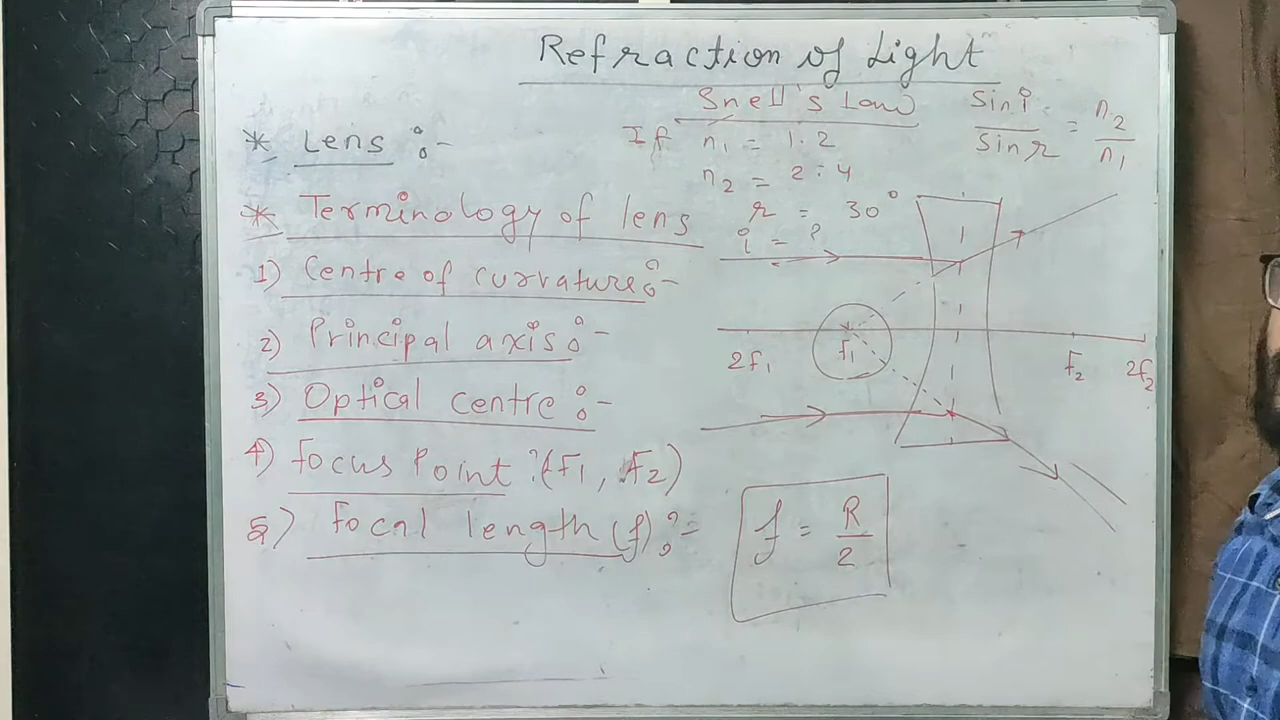 Refraction of Light
Snell's Law
Sin i / Sin r = n2 / n1
* Lens :-
If n1 = 1.2
n2 = 2.4
r = 30°
i = ?
* Terminology of lens
1) Centre of curvature :-
2) Principal axis :-
3) Optical centre :-
4) Focus Point :(F1, F2)
5) Focal length (f) :-
2f1
f1
f2
2f2
f = R / 2